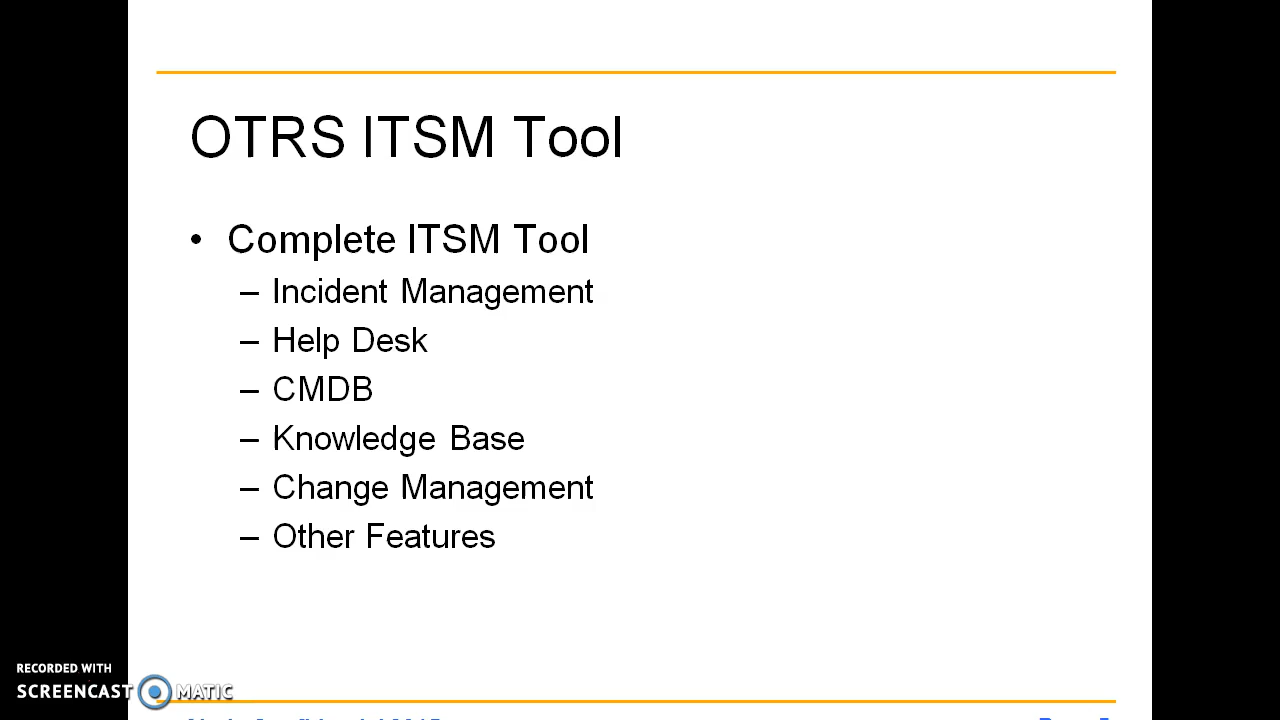 OTRS ITSM Tool
• Complete ITSM Tool
– Incident Management
– Help Desk
– CMDB
– Knowledge Base
– Change Management
– Other Features
RECORDED WITH
SCREENCAST MATIC